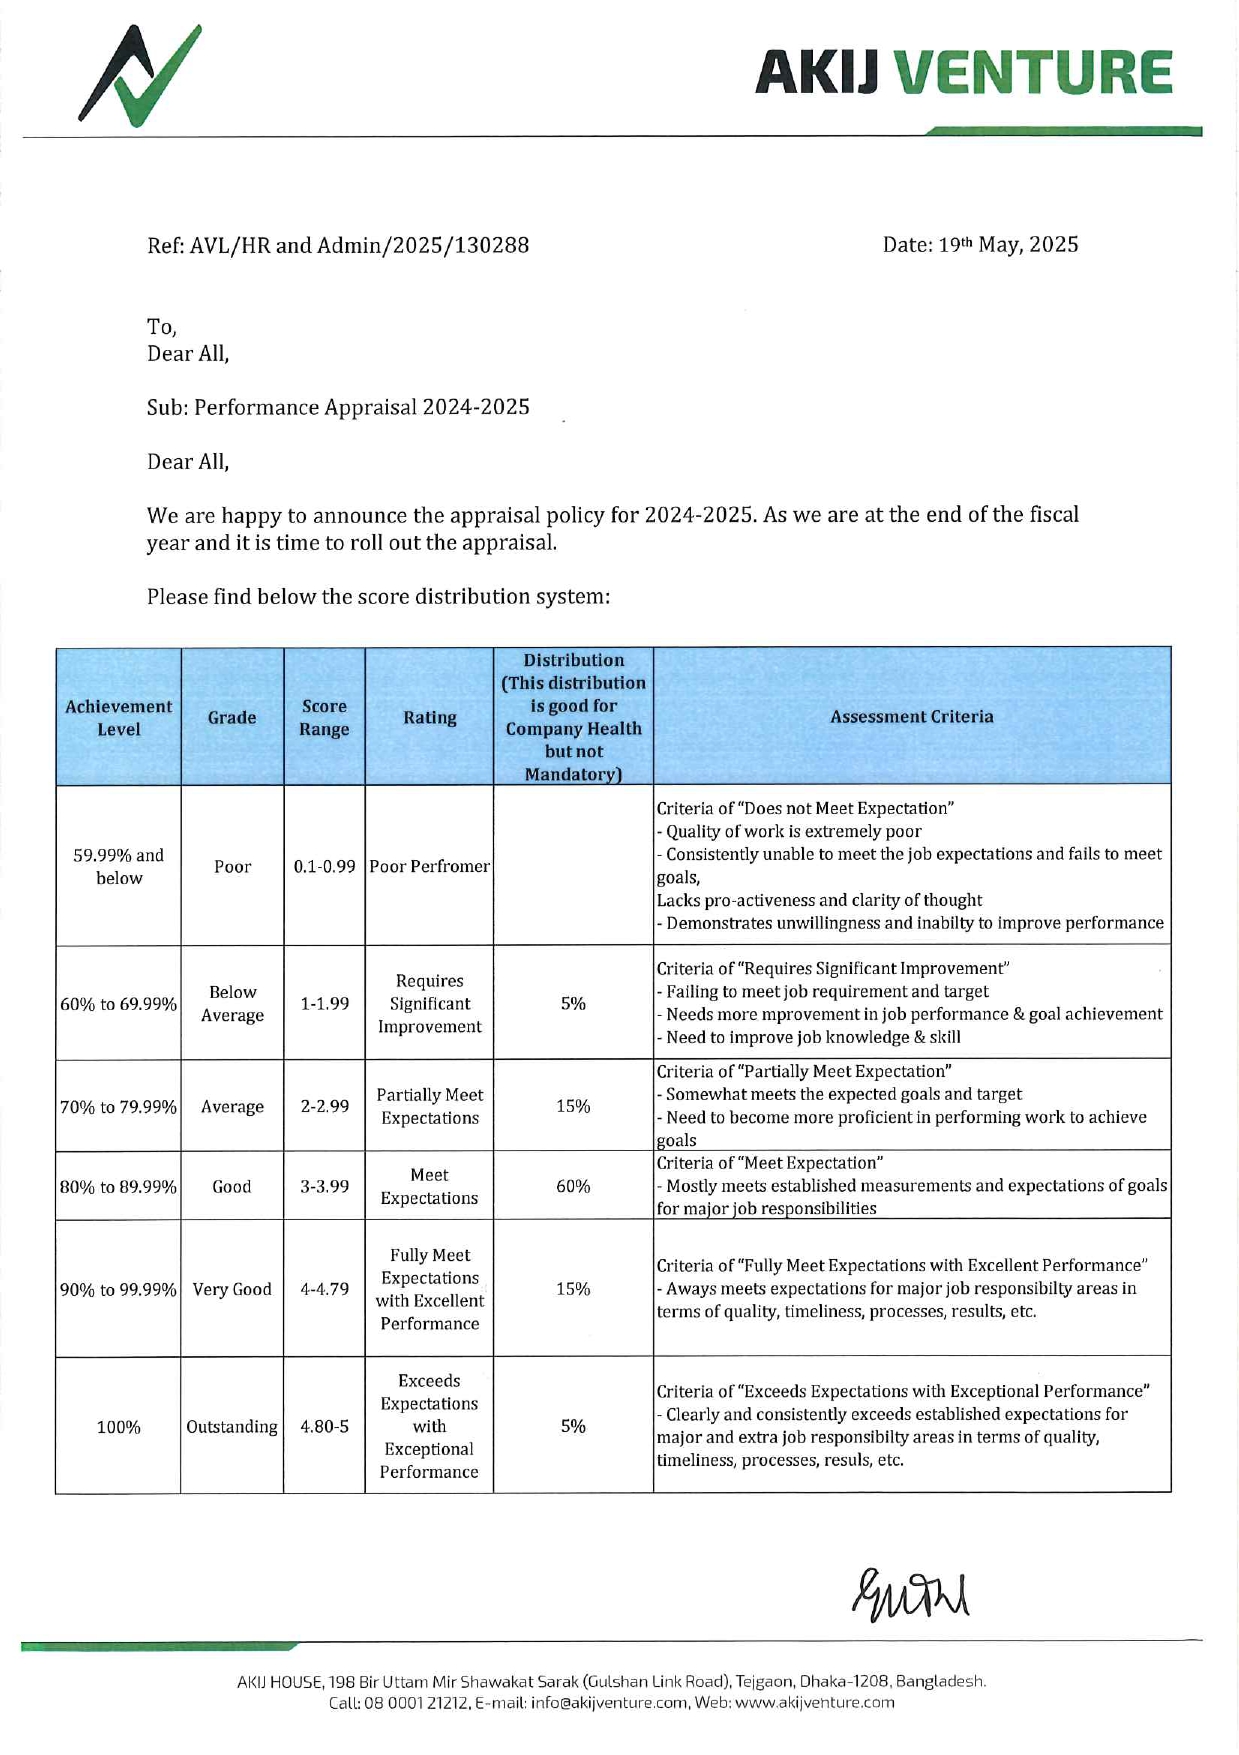 AKIJ VENTURE
Ref: AVL/HR and Admin/2025/130288
Date: 19th May, 2025
To,
Dear All,
Sub: Performance Appraisal 2024-2025
Dear All,
We are happy to announce the appraisal policy for 2024-2025. As we are at the end of the fiscal
year and it is time to roll out the appraisal.
Please find below the score distribution system:
Achievement
Level
Grade
Score
Range
Rating
Distribution
(This distribution
is good for
Company Health
but not
Mandatory)
Assessment Criteria
59.99% and
below
Poor
0.1-0.99
Poor Perfromer
Criteria of "Does not Meet Expectation"
- Quality of work is extremely poor
- Consistently unable to meet the job expectations and fails to meet
goals,
Lacks pro-activeness and clarity of thought
- Demonstrates unwillingness and inabilty to improve performance
60% to 69.99%
Below
Average
1-1.99
Requires
Significant
Improvement
5%
Criteria of "Requires Significant Improvement"
- Failing to meet job requirement and target
- Needs more mprovement in job performance & goal achievement
- Need to improve job knowledge & skill
70% to 79.99%
Average
2-2.99
Partially Meet
Expectations
15%
Criteria of "Partially Meet Expectation"
- Somewhat meets the expected goals and target
- Need to become more proficient in performing work to achieve
goals
80% to 89.99%
Good
3-3.99
Meet
Expectations
60%
Criteria of "Meet Expectation"
- Mostly meets established measurements and expectations of goals
for major job responsibilities
90% to 99.99%
Very Good
4-4.79
Fully Meet
Expectations
with Excellent
Performance
15%
Criteria of "Fully Meet Expectations with Excellent Performance"
- Aways meets expectations for major job responsibilty areas in
terms of quality, timeliness, processes, results, etc.
100%
Outstanding
4.80-5
Exceeds
Expectations
with
Exceptional
Performance
5%
Criteria of "Exceeds Expectations with Exceptional Performance"
- Clearly and consistently exceeds established expectations for
major and extra job responsibilty areas in terms of quality,
timeliness, processes, resuls, etc.
AKIJ HOUSE, 198 Bir Uttam Mir Shawakat Sarak (Gulshan Link Road), Tejgaon, Dhaka-1208, Bangladesh.
Call: 08 0001 21212, E-mail: info@akijventure.com, Web: www.akijventure.com